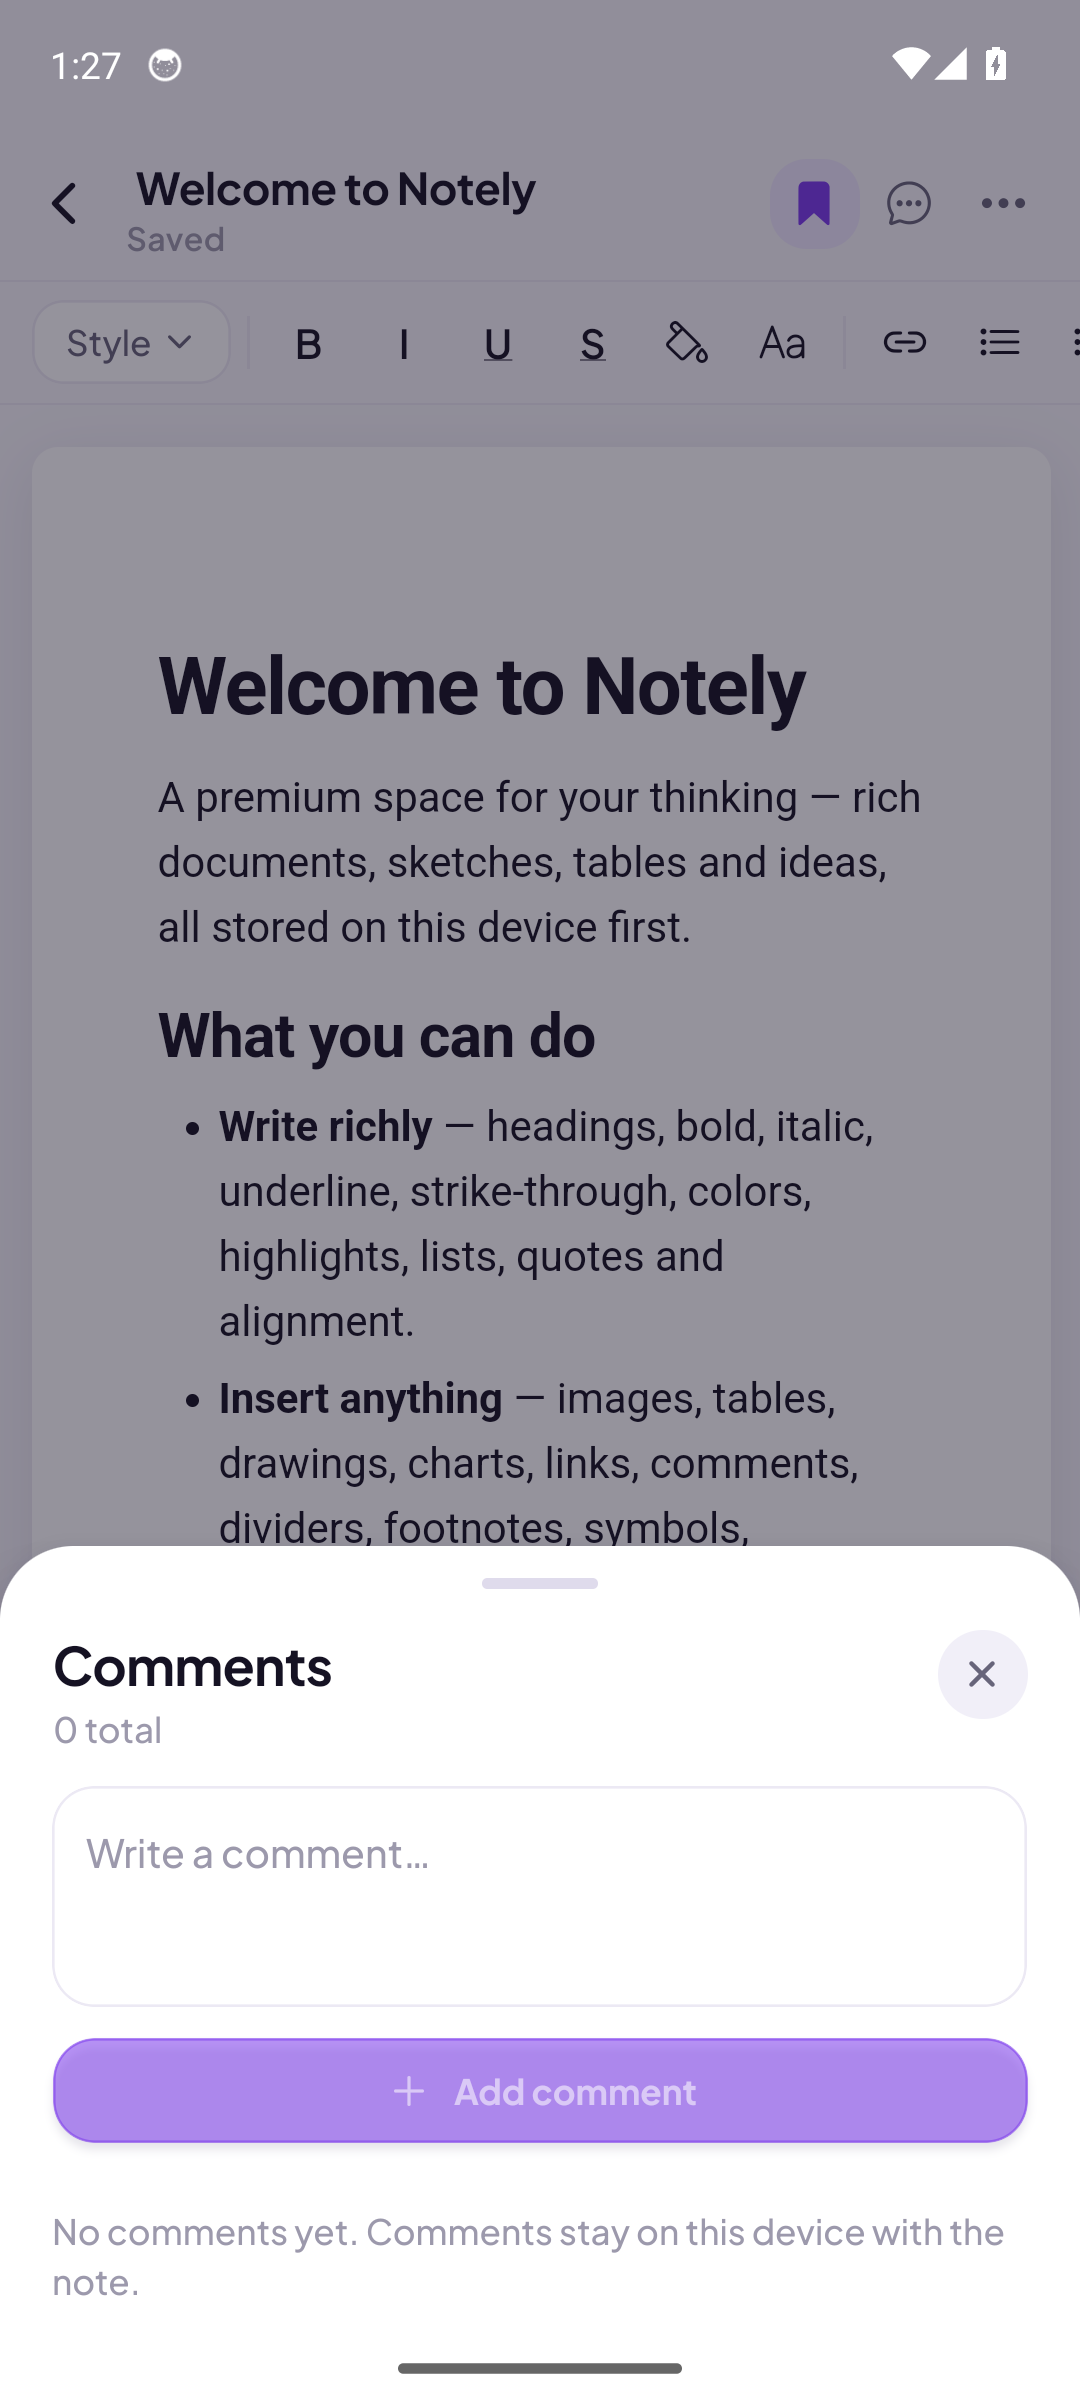 1:27
Welcome to Notely
Saved
Style
B I U S Aa
Welcome to Notely
A premium space for your thinking — rich
documents, sketches, tables and ideas,
all stored on this device first.
What you can do
• Write richly — headings, bold, italic,
underline, strike-through, colors,
highlights, lists, quotes and
alignment.
• Insert anything — images, tables,
drawings, charts, links, comments,
dividers, footnotes, symbols,
Comments
0 total
Write a comment...
+ Add comment
No comments yet. Comments stay on this device with the
note.